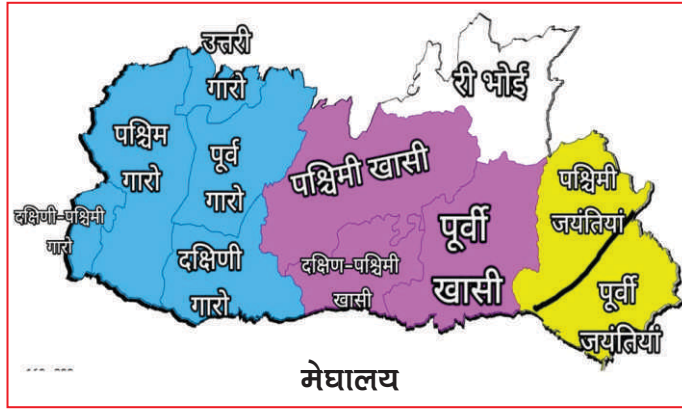 उत्तरी
गारो
री भोई
पश्चिम
गारो
पूर्व
गारो
पश्चिमी खासी
पश्चिमी
जयंतियां
दक्षिणी-पश्चिमी
गारो
दक्षिणी
गारो
दक्षिण-पश्चिमी
खासी
पूर्वी
खासी
पूर्वी
जयंतियां
मेघालय